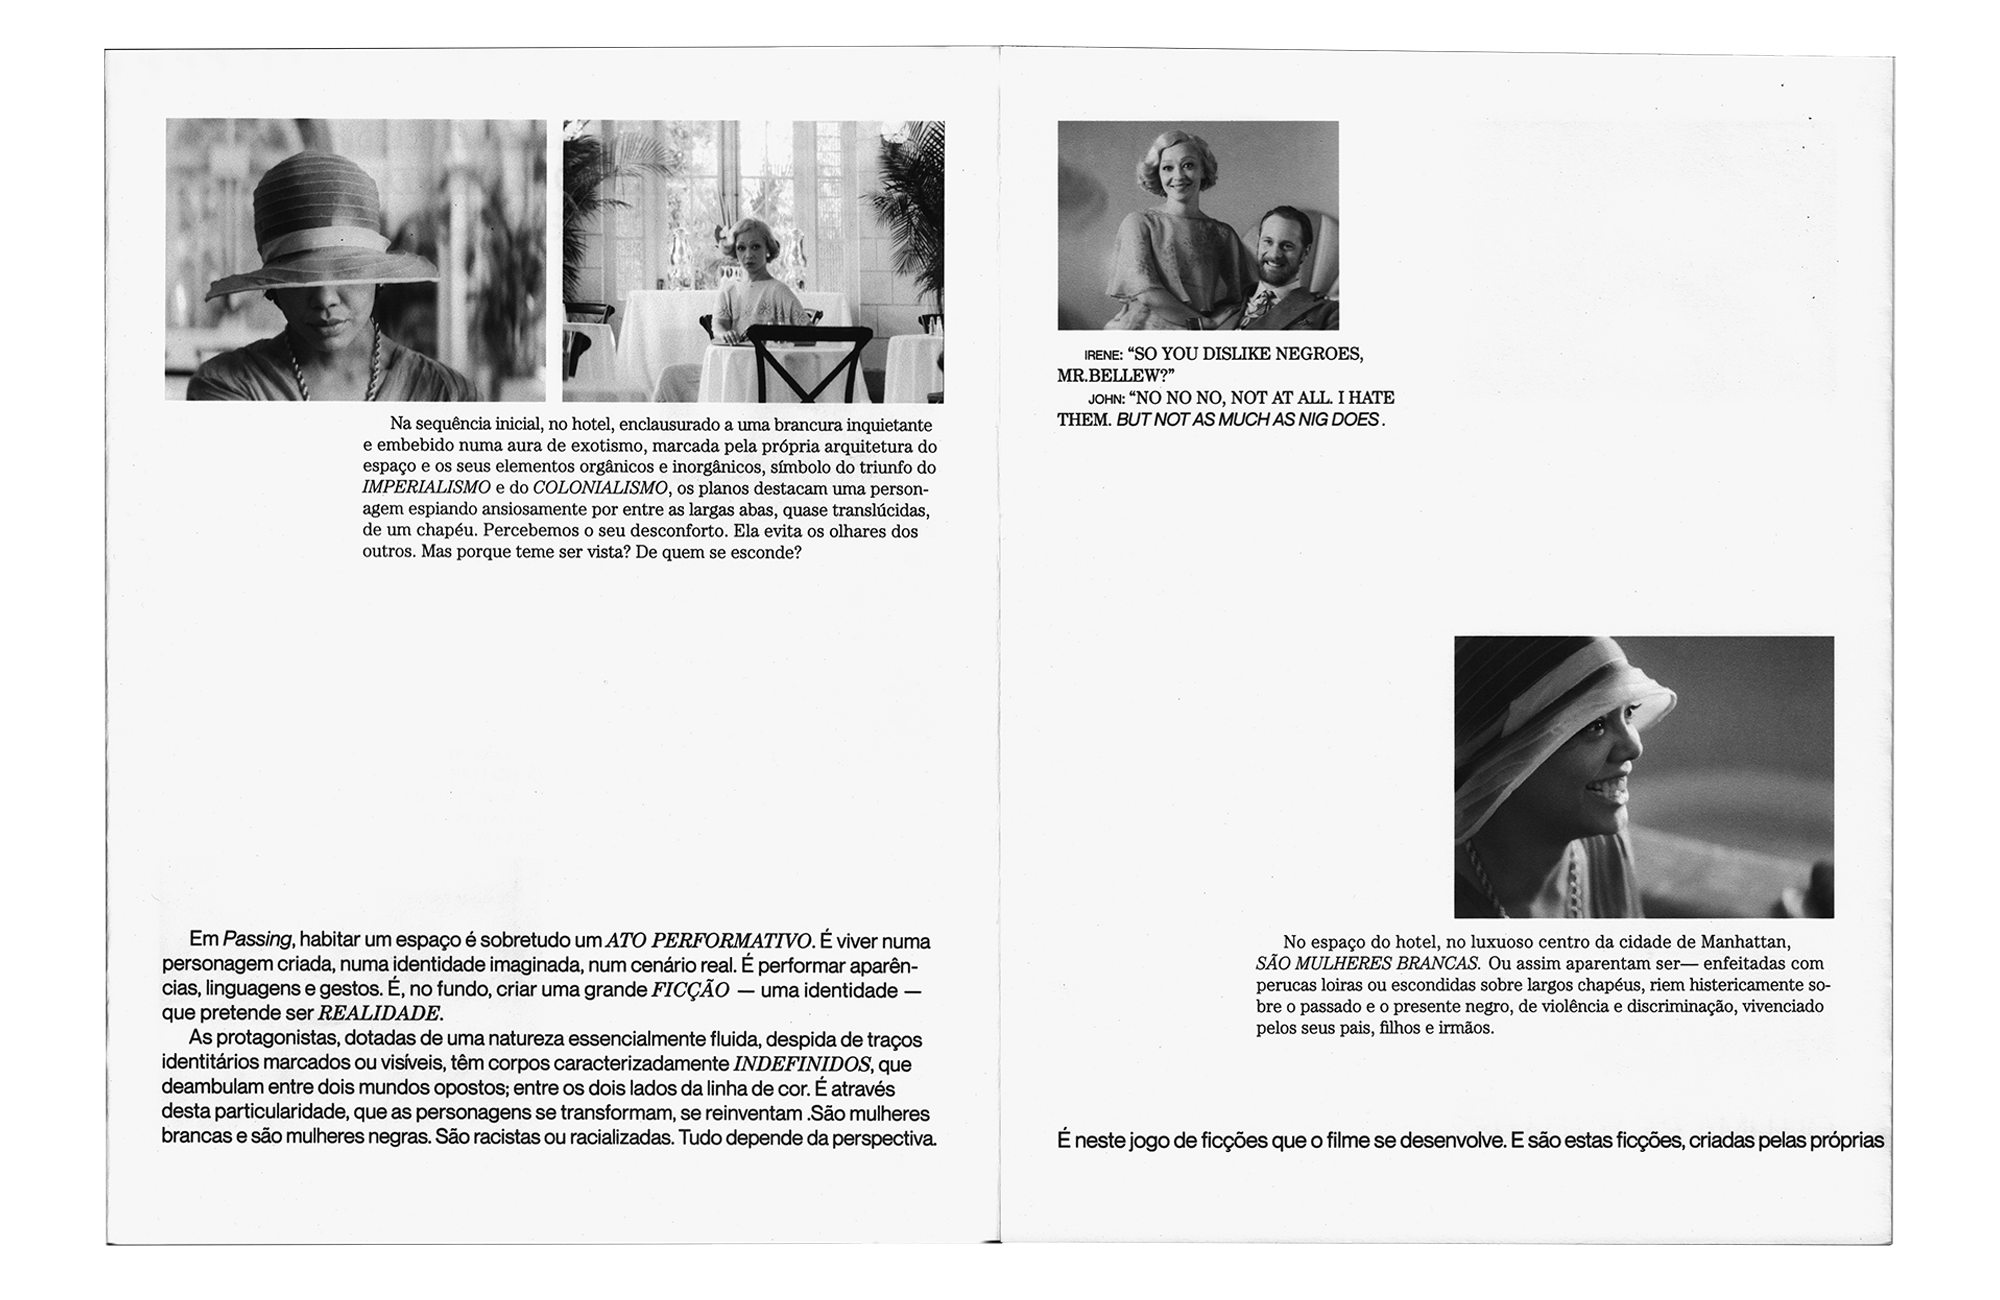 Na sequência inicial, no hotel, enclausurado a uma brancura inquietante
e embebido numa aura de exotismo, marcada pela própria arquitetura do
espaço e os seus elementos orgânicos e inorgânicos, símbolo do triunfo do
IMPERIALISMO e do COLONIALISMO, os planos destacam uma person-
agem espiando ansiosamente por entre as largas abas, quase translúcidas,
de um chapéu. Percebemos o seu desconforto. Ela evita os olhares dos
outros. Mas porque teme ser vista? De quem se esconde?
Em Passing, habitar um espaço é sobretudo um ATO PERFORMATIVO. É viver numa
personagem criada, numa identidade imaginada, num cenário real. É performar aparên-
cias, linguagens e gestos. É, no fundo, criar uma grande FICÇÃO — uma identidade —
que pretende ser REALIDADE.
As protagonistas, dotadas de uma natureza essencialmente fluida, despida de traços
identitários marcados ou visíveis, têm corpos caracterizadamente INDEFINIDOS, que
deambulam entre dois mundos opostos; entre os dois lados da linha de cor. É através
desta particularidade, que as personagens se transformam, se reinventam .São mulheres
brancas e são mulheres negras. São racistas ou racializadas. Tudo depende da perspectiva.
IRENE: “SO YOU DISLIKE NEGROES,
MR.BELLEW?”
JOHN: “NO NO NO, NOT AT ALL. I HATE
THEM. BUT NOT AS MUCH AS NIG DOES .
No espaço do hotel, no luxuoso centro da cidade de Manhattan,
SÃO MULHERES BRANCAS. Ou assim aparentam ser— enfeitadas com
perucas loiras ou escondidas sobre largos chapéus, riem histericamente so-
bre o passado e o presente negro, de violência e discriminação, vivenciado
pelos seus pais, filhos e irmãos.
É neste jogo de ficções que o filme se desenvolve. E são estas ficções, criadas pelas próprias